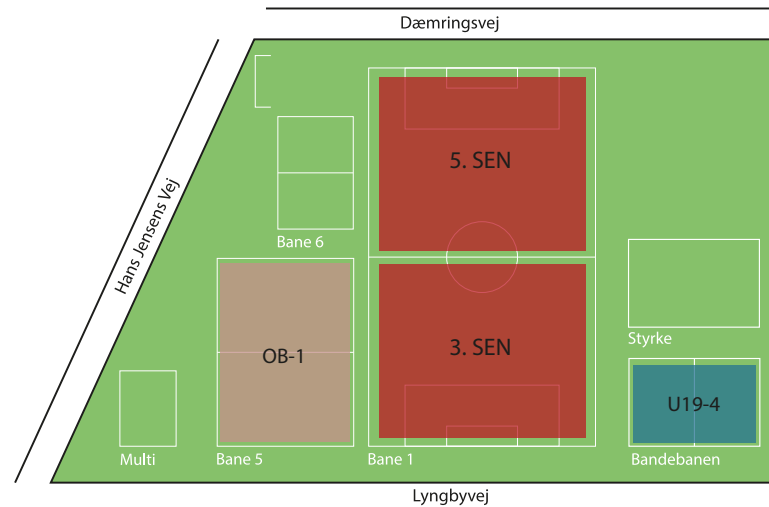 Dæmringsvej
Hans Jensens Vej
5. SEN
Bane 6
OB-1
3. SEN
Styrke
U19-4
Multi
Bane 5
Bane 1
Bandebanen
Lyngbyvej